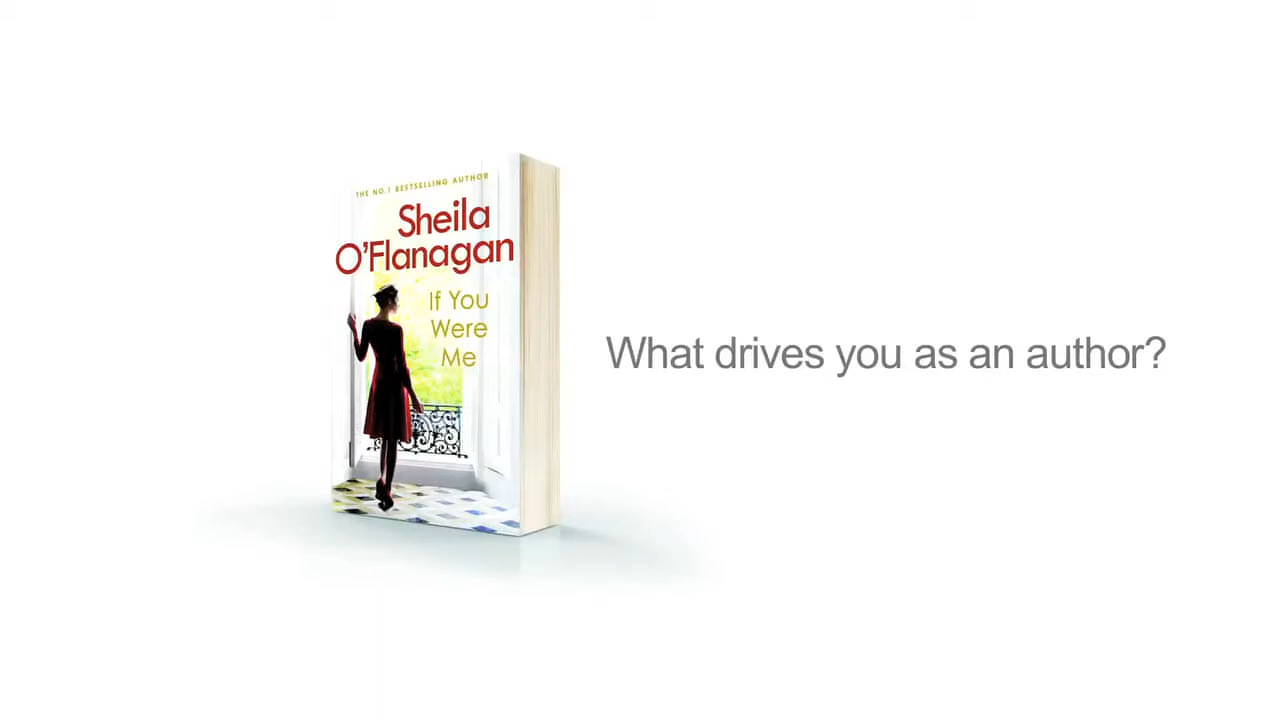 THE NO.1 BESTSELLING AUTHOR
Sheila
O'Flanagan
If You
Were
Me
What drives you as an author?